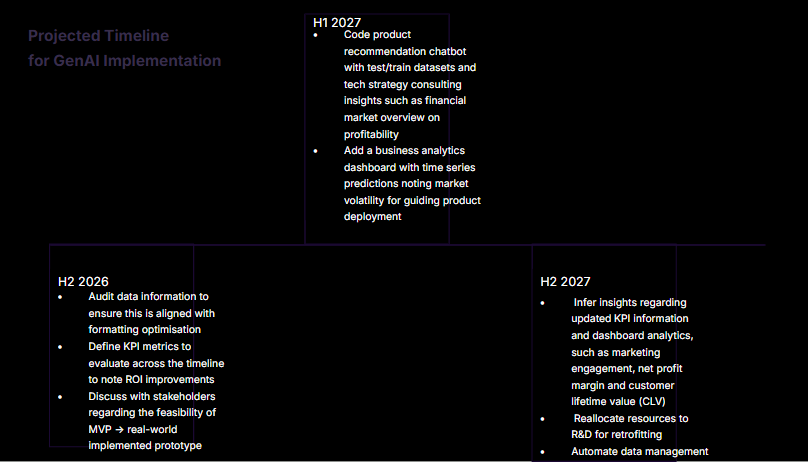 Projected Timeline
for GenAI Implementation
H1 2027
• Code product
recommendation chatbot
with test/train datasets and
tech strategy consulting
insights such as financial
market overview on
profitability
• Add a business analytics
dashboard with time series
predictions noting market
volatility for guiding product
deployment
H2 2026
• Audit data information to
ensure this is aligned with
formatting optimisation
• Define KPI metrics to
evaluate across the timeline
to note ROI improvements
• Discuss with stakeholders
regarding the feasibility of
MVP → real-world
implemented prototype
H2 2027
• Infer insights regarding
updated KPI information
and dashboard analytics,
such as marketing
engagement, net profit
margin and customer
lifetime value (CLV)
• Reallocate resources to
R&D for retrofitting
• Automate data management